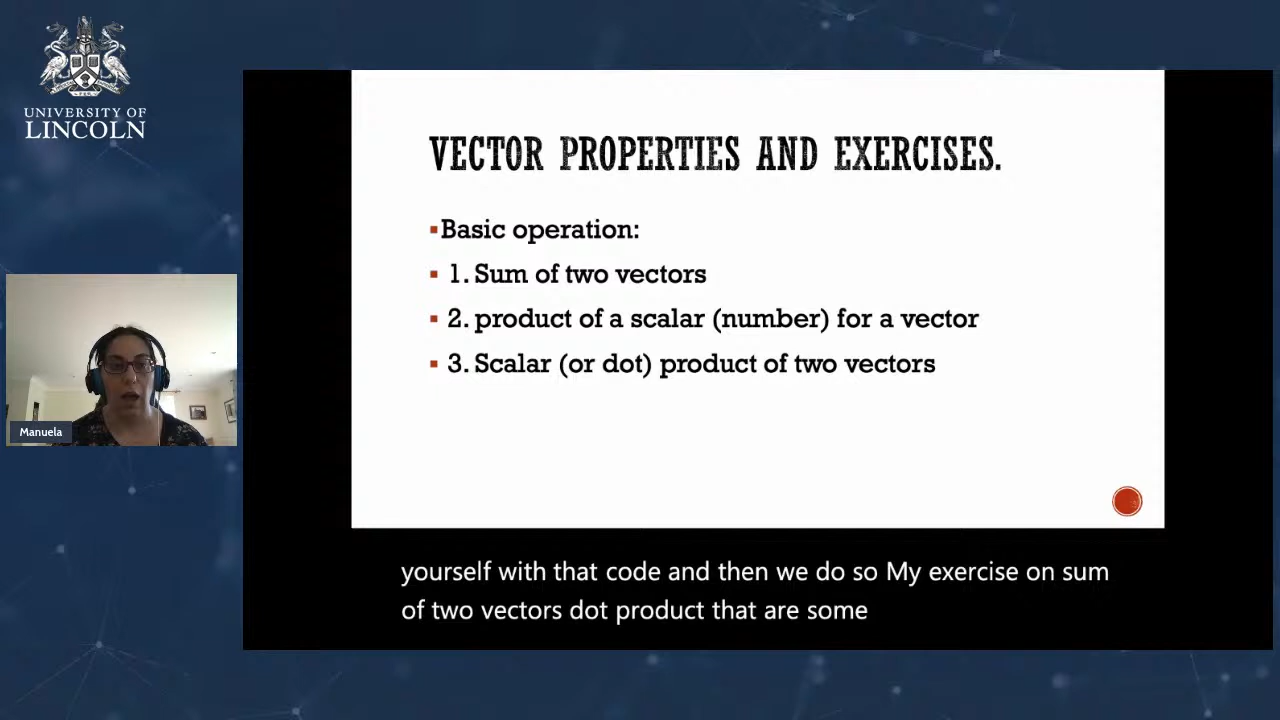 UNIVERSITY OF
LINCOLN
VECTOR PROPERTIES AND EXERCISES.
Basic operation:
1. Sum of two vectors
2. product of a scalar (number) for a vector
3. Scalar (or dot) product of two vectors
Manuela
yourself with that code and then we do so My exercise on sum
of two vectors dot product that are some